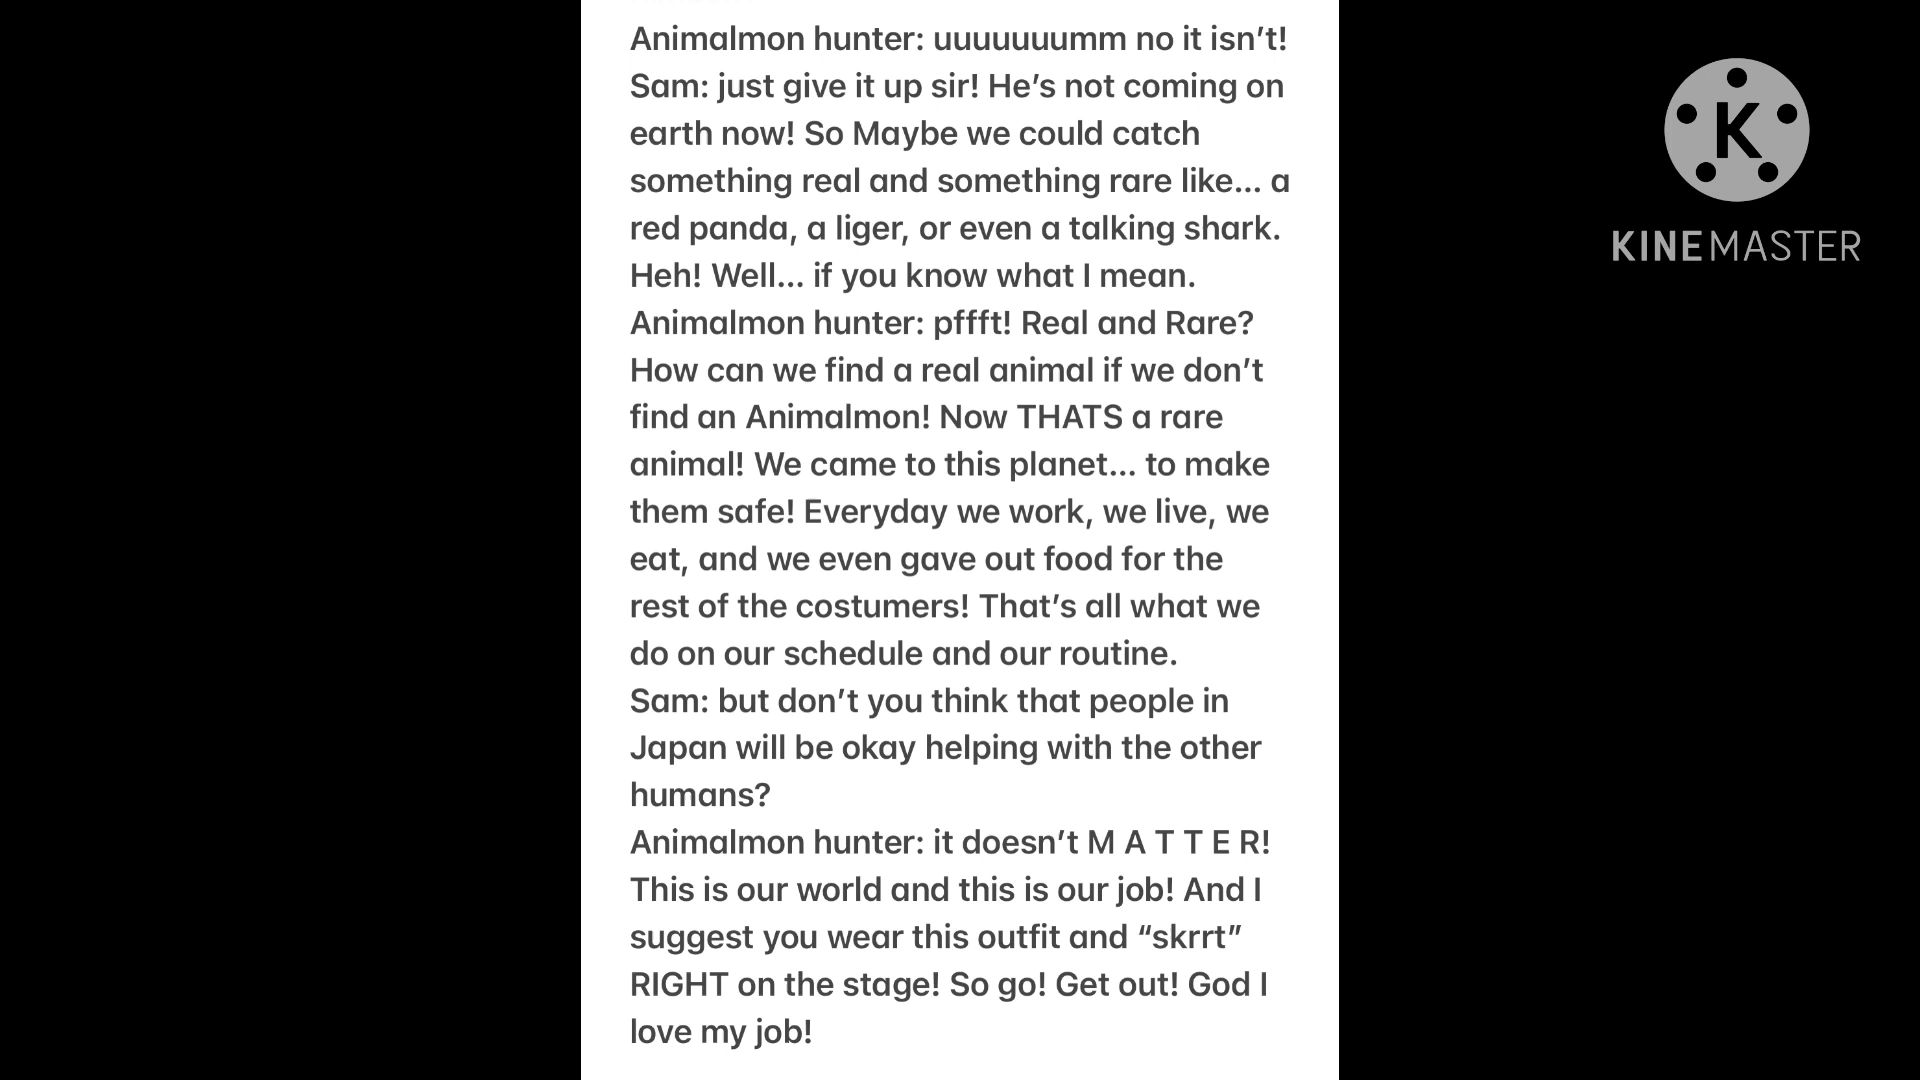 Animalmon hunter: uuuuuuumm no it isn’t!
Sam: just give it up sir! He’s not coming on
earth now! So Maybe we could catch
something real and something rare like... a
red panda, a liger, or even a talking shark.
Heh! Well... if you know what I mean.
Animalmon hunter: pffft! Real and Rare?
How can we find a real animal if we don’t
find an Animalmon! Now THATS a rare
animal! We came to this planet... to make
them safe! Everyday we work, we live, we
eat, and we even gave out food for the
rest of the costumers! That’s all what we
do on our schedule and our routine.
Sam: but don’t you think that people in
Japan will be okay helping with the other
humans?
Animalmon hunter: it doesn’t M A T T E R!
This is our world and this is our job! And I
suggest you wear this outfit and “skrrt”
RIGHT on the stage! So go! Get out! God I
love my job!
K
KINEMASTER